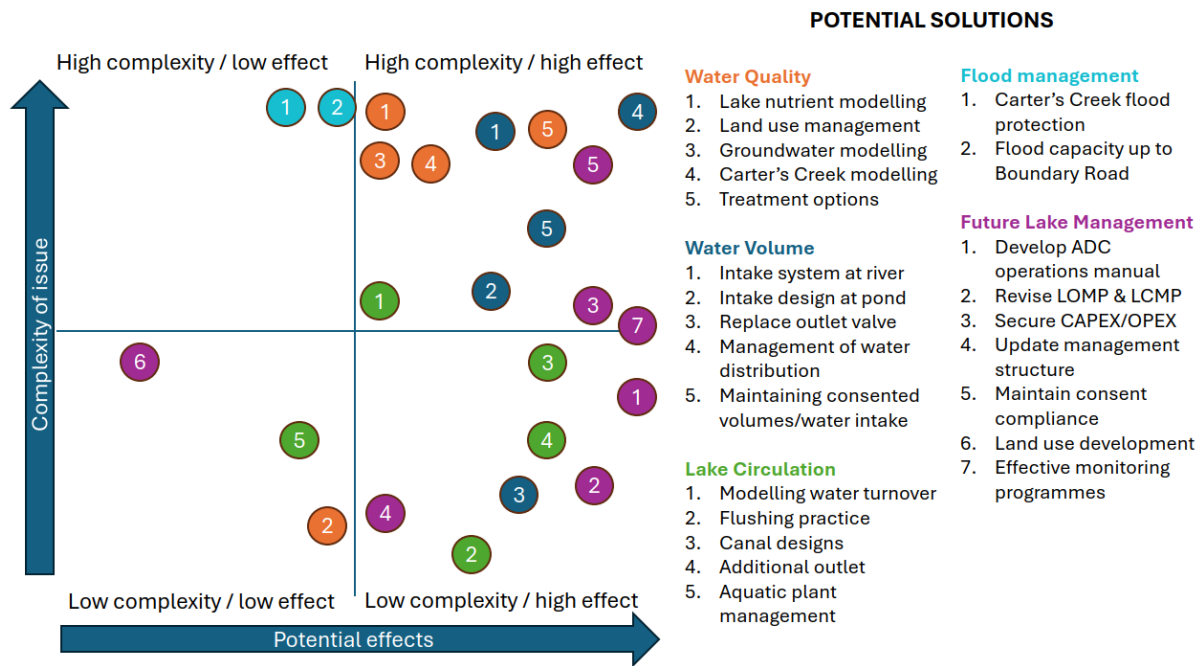 POTENTIAL SOLUTIONS
High complexity / low effect
High complexity / high effect
1
2
1
1
5
4
3
4
5
5
1
2
3
7
6
3
1
5
4
3
2
2
4
2
Low complexity / low effect
Low complexity / high effect
Complexity of issue
Potential effects
Water Quality
1. Lake nutrient modelling
2. Land use management
3. Groundwater modelling
4. Carter's Creek modelling
5. Treatment options
Water Volume
1. Intake system at river
2. Intake design at pond
3. Replace outlet valve
4. Management of water
distribution
5. Maintaining consented
volumes/water intake
Lake Circulation
1. Modelling water turnover
2. Flushing practice
3. Canal designs
4. Additional outlet
5. Aquatic plant
management
Flood management
1. Carter's Creek flood
protection
2. Flood capacity up to
Boundary Road
Future Lake Management
1. Develop ADC
operations manual
2. Revise LOMP & LCMP
3. Secure CAPEX/OPEX
4. Update management
structure
5. Maintain consent
compliance
6. Land use development
7. Effective monitoring
programmes